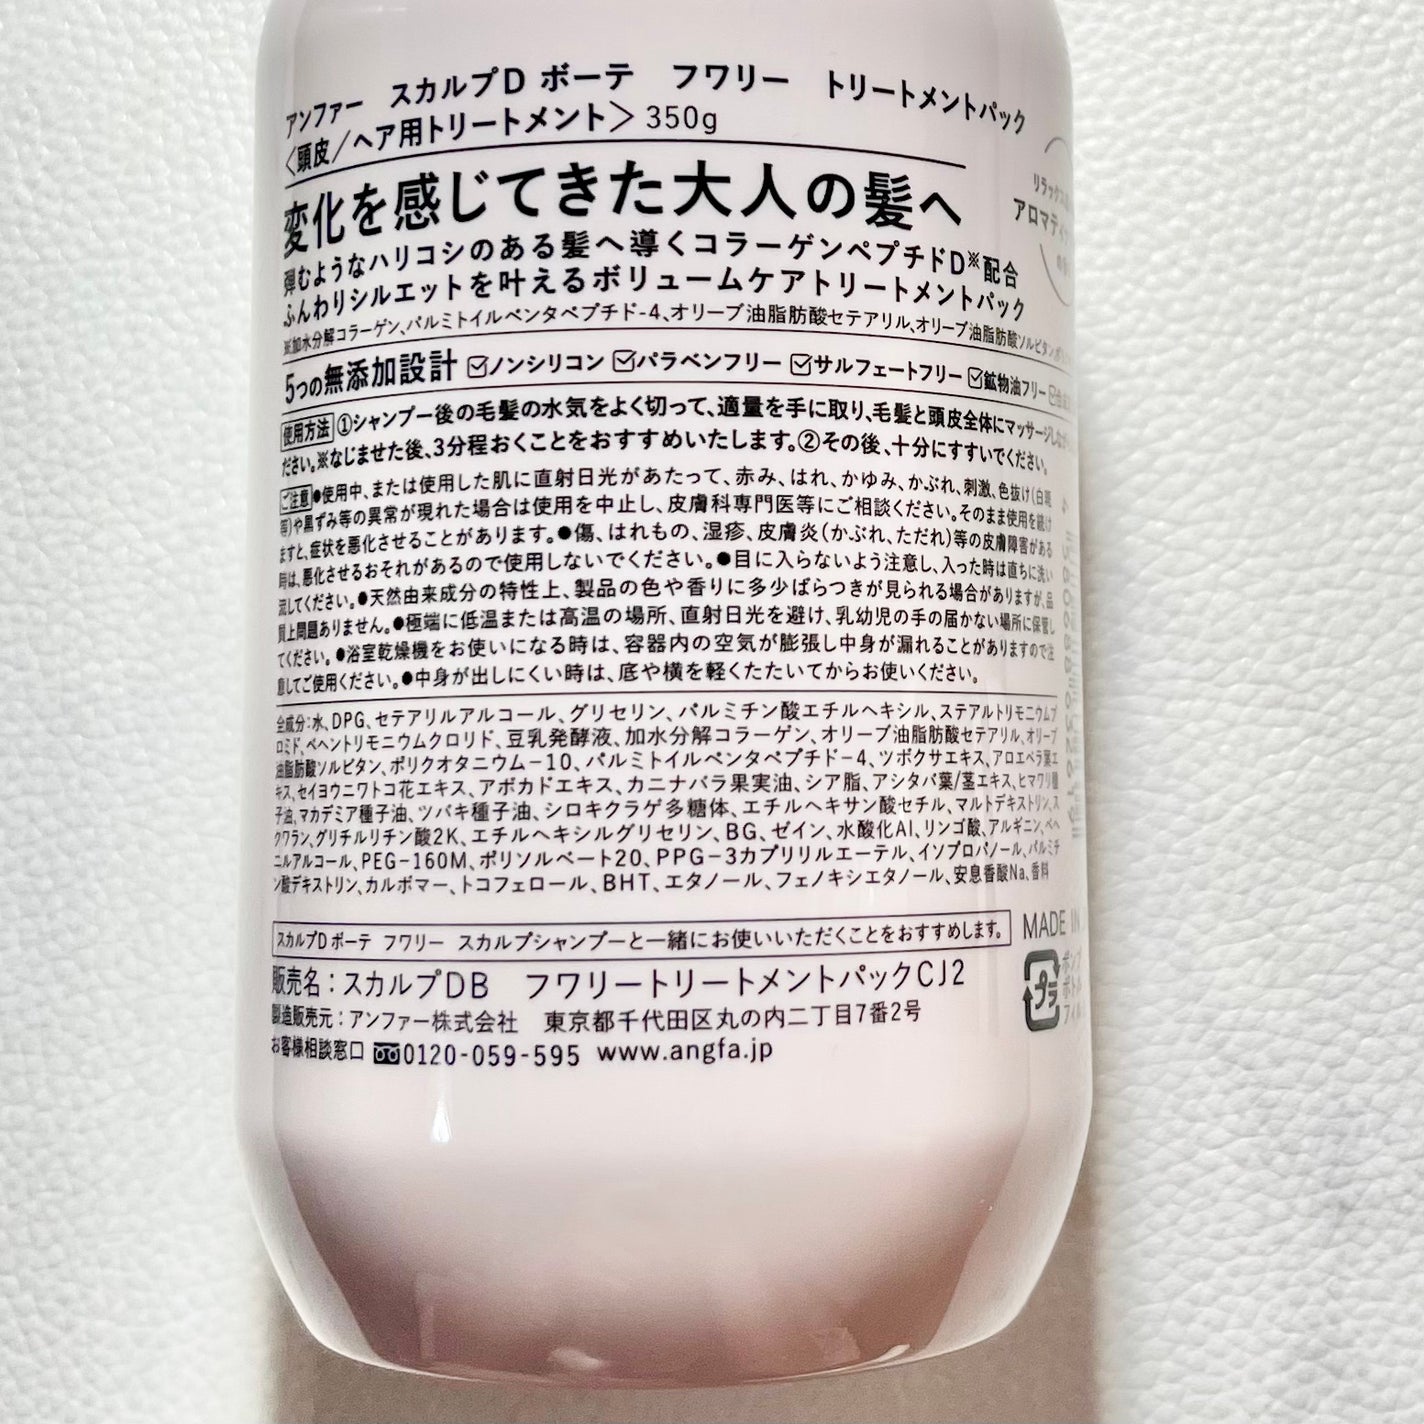 アンファー スカルプD ボーテ フワリー トリートメントパック
〈頭皮/ヘア用トリートメント〉350g
変化を感じてきた大人の髪へ
弾むようなハリコシのある髪へ導くコラーゲンペプチドD※配合
ふんわりシルエットを叶えるボリュームケアトリートメントパック
※加水分解コラーゲン、パルミトイルペンタペプチド-4、オリーブ油脂肪酸セテアリル、オリーブ油脂肪酸ソルビタン
5つの無添加設計 ☑ノンシリコン ☑パラベンフリー ☑サルフェートフリー ☑鉱物油フリー
使用方法 ①シャンプー後の毛髪の水気をよく切って、適量を手に取り、毛髪と頭皮全体にマッサージし
ださい。※なじませた後、3分程おくことをおすすめいたします。②その後、十分にすすいでください。
ご注意 ●使用中、または使用した肌に直射日光があたって、赤み、はれ、かゆみ、かぶれ、刺激、色抜け(白斑
等)や黒ずみ等の異常が現れた場合は使用を中止し、皮膚科専門医等にご相談ください。そのまま使用を続け
ますと、症状を悪化させることがあります。●傷、はれもの、湿疹、皮膚炎(かぶれ、ただれ)等の皮膚障害がある
時は、悪化させるおそれがあるので使用しないでください。●目に入らないよう注意し、入った時は直ちに洗い
流してください。●天然由来成分の特性上、製品の色や香りに多少ばらつきが見られる場合がありますが、品
質上問題ありません。●極端に低温または高温の場所、直射日光を避け、乳幼児の手の届かない場所に保管し
てください。●浴室乾燥機をお使いになる時は、容器内の空気が膨張し中身が漏れることがありますので注
意してご使用ください。●中身が出しにくい時は、底や横を軽くたたいてからお使いください。
全成分：水、DPG、セテアリルアルコール、グリセリン、パルミチン酸エチルヘキシル、ステアルトリモニウムブ
ロミド、ベヘントリモニウムクロリド、豆乳発酵液、加水分解コラーゲン、オリーブ油脂肪酸セテアリル、オリーブ
油脂肪酸ソルビタン、ポリクオタニウム-10、パルミトイルペンタペプチド-4、ツボクサエキス、アロエベラ葉エ
キス、セイヨウニワトコ花エキス、アボカドエキス、カニナバラ果実油、シア脂、アシタバ葉/茎エキス、ヒマワリ種
子油、マカデミア種子油、ツバキ種子油、シロキクラゲ多糖体、エチルヘキサン酸セチル、マルトデキストリン、ス
クワラン、グリチルリチン酸2K、エチルヘキシルグリセリン、BG、ゼイン、水酸化Al、リンゴ酸、アルギニン、ベヘ
ニルアルコール、PEG-160M、ポリソルベート20、PPG-3カプリリルエーテル、イソプロパノール、パルミチ
ン酸デキストリン、カルボマー、トコフェロール、BHT、エタノール、フェノキシエタノール、安息香酸Na、香料
スカルプD ボーテ フワリー スカルプシャンプーと一緒にお使いいただくことをおすすめします。
MADE IN
販売名：スカルプDB フワリートリートメントパックCJ2
製造販売元：アンファー株式会社 東京都千代田区丸の内二丁目7番2号
お客様相談窓口 0120-059-595 www.angfa.jp
プラ